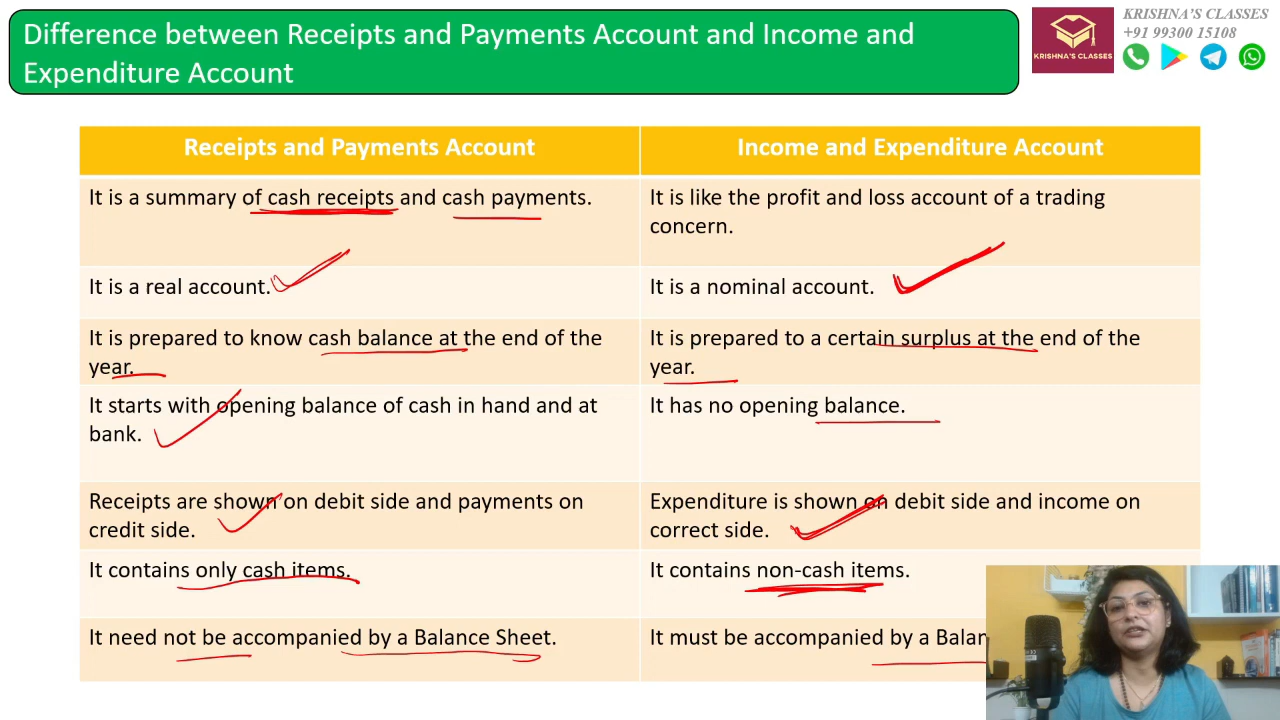 Difference between Receipts and Payments Account and Income and
Expenditure Account
KRISHNA'S CLASSES
KRISHNA'S CLASSES
+91 99300 15108
Receipts and Payments Account
Income and Expenditure Account
It is a summary of cash receipts and cash payments.
It is like the profit and loss account of a trading
concern.
It is a real account.
It is a nominal account.
It is prepared to know cash balance at the end of the
year.
It is prepared to a certain surplus at the end of the
year.
It starts with opening balance of cash in hand and at
bank.
It has no opening balance.
Receipts are shown on debit side and payments on
credit side.
Expenditure is shown on debit side and income on
correct side.
It contains only cash items.
It contains non-cash items.
It need not be accompanied by a Balance Sheet.
It must be accompanied by a Balan